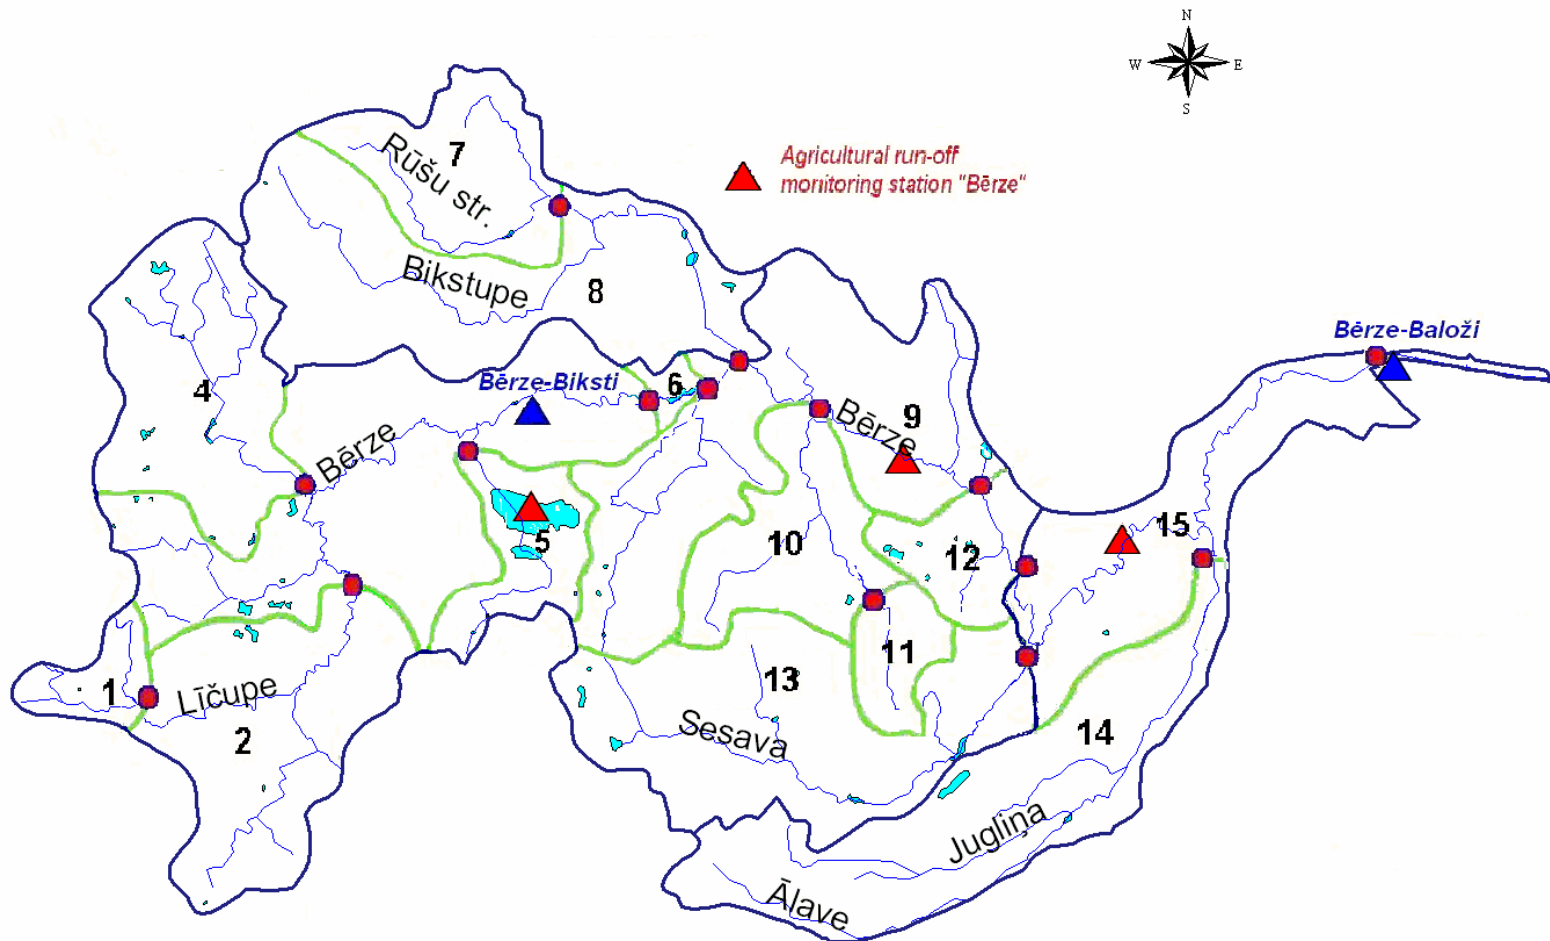 N
W E
S
7
Rūšu str.
Agricultural run-off
monitoring station "Bērze"
Bikstupe
8
Bērze-Baloži
4
Bērze-Biksti
6
Bērze
9
Bērze
5
10
12
15
1
Līčupe
2
11
13
Sesava
14
Jugliņa
Ālave